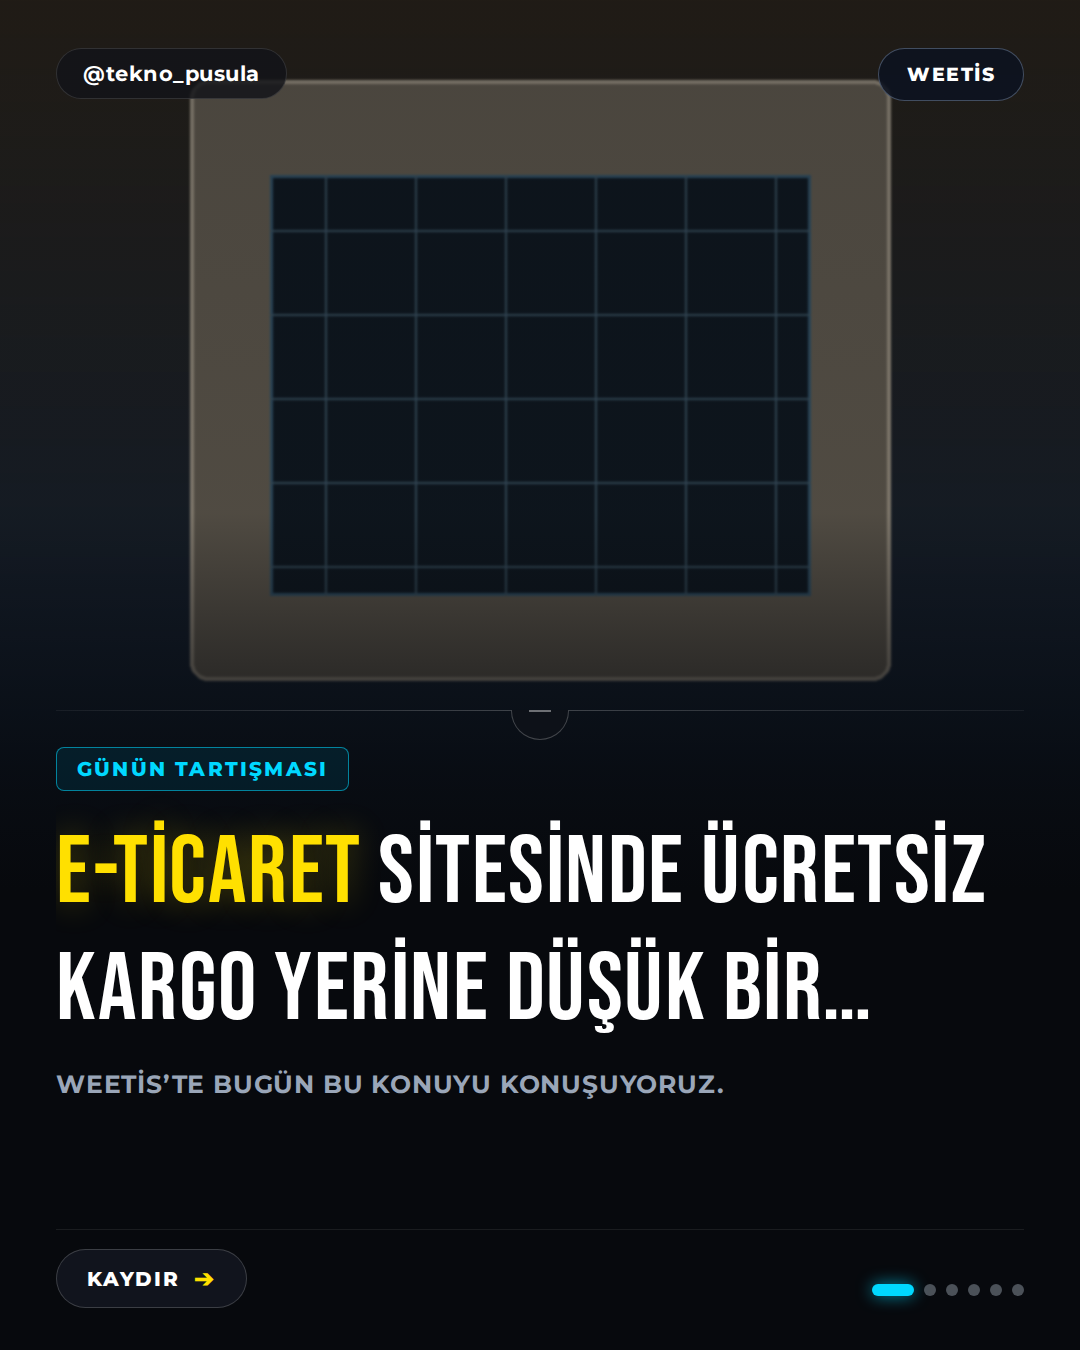 @tekno_pusula
WEETİS
GÜNÜN TARTIŞMASI
E-TİCARET SİTESİNDE ÜCRETSİZ
KARGO YERİNE DÜŞÜK BİR...
WEETİS’TE BUGÜN BU KONUYU KONUŞUYORUZ.
KAYDIR ➔